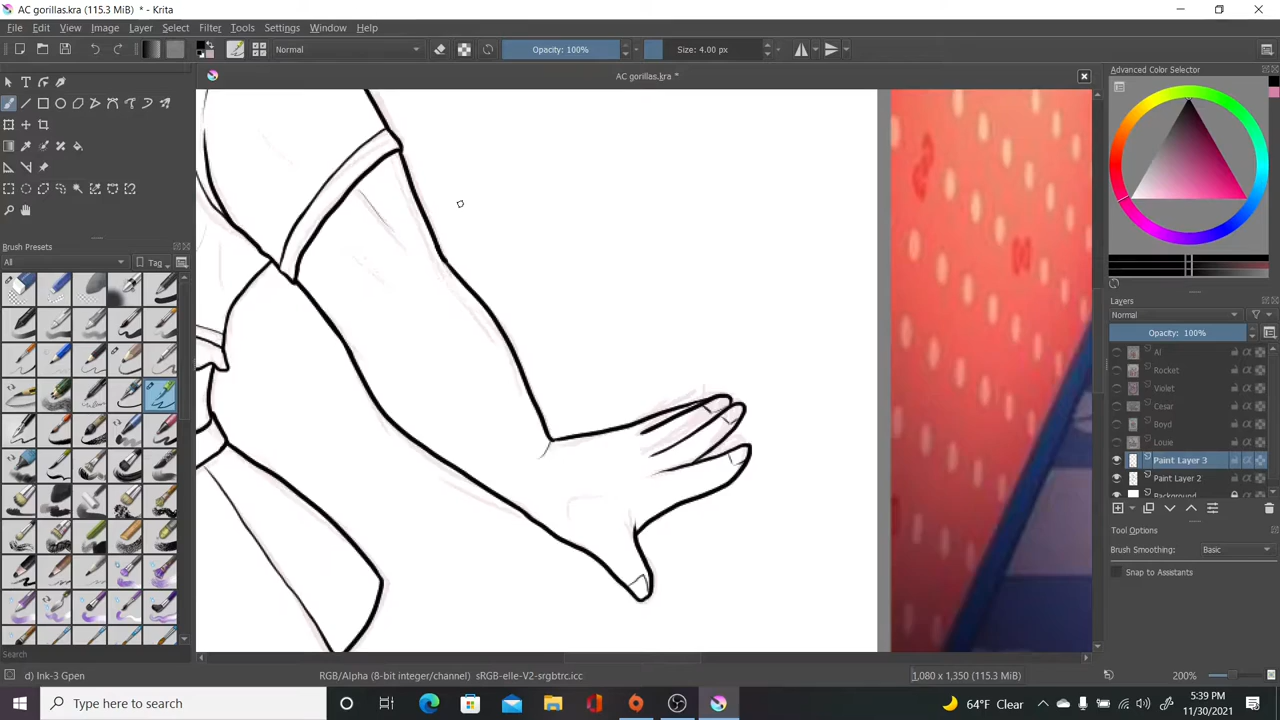 AC gorillas.kra (115.3 MiB) * - Krita
File Edit View Image Layer Select Filter Tools Settings Window Help
Normal Opacity: 100% Size: 4.00 px
AC gorillas.kra *
Advanced Color Selector
Brush Presets
All Tag
Layers
Normal
Opacity: 100%
Al
Rocket
Violet
Cesar
Boyd
Louie
Paint Layer 3
Paint Layer 2
Background
Tool Options
Brush Smoothing: Basic
Snap to Assistants
Search
d) Ink-3 Gpen RGB/Alpha (8-bit integer/channel) sRGB-elle-V2-srgbtrc.icc 1,080 x 1,350 (115.3 MiB) 200%
Type here to search 64°F Clear 5:39 PM
11/30/2021